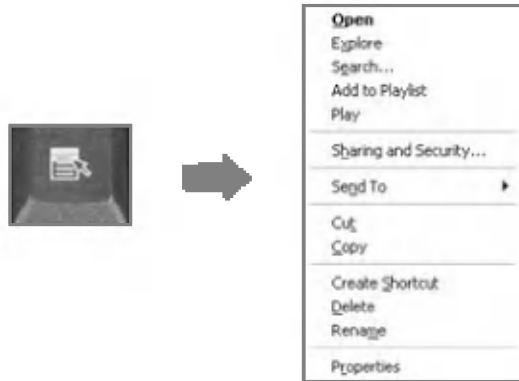 Open
Explore
Search...
Add to Playlist
Play
Sharing and Security...
Send To
Cut
Copy
Create Shortcut
Delete
Rename
Properties